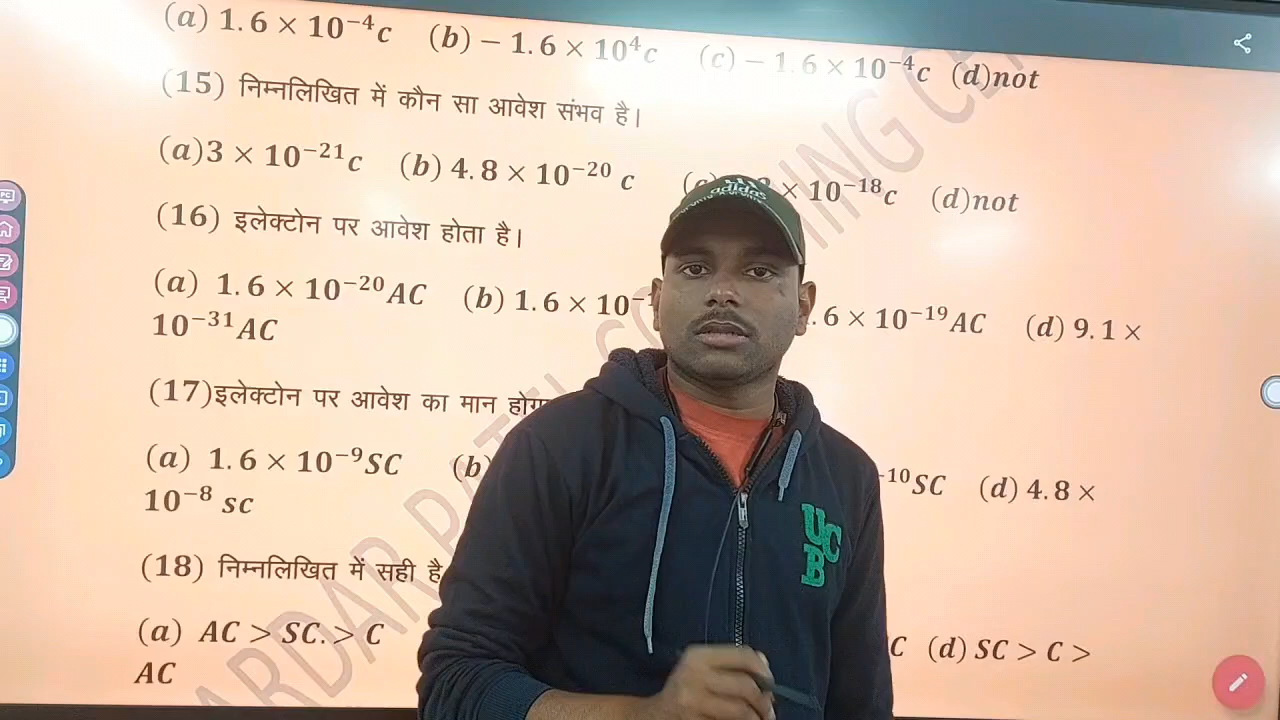 (a) 1.6 × 10⁻⁴c (b) − 1.6 × 10⁴c (c) − 1.6 × 10⁻⁴c (d)not
(15) निम्नलिखित में कौन सा आवेश संभव है।
(a)3 × 10⁻²¹c (b) 4.8 × 10⁻²⁰ c × 10⁻¹⁸c (d)not
(16) इलेक्टोन पर आवेश होता है।
(a) 1.6 × 10⁻²⁰AC (b) 1.6 × 10 .6 × 10⁻¹⁹AC (d) 9.1 ×
10⁻³¹AC
(17)इलेक्टोन पर आवेश का मान
(a) 1.6 × 10⁻⁹SC (b) ⁻¹⁰SC (d) 4.8 ×
10⁻⁸ SC
(18) निम्नलिखित में सही है
(a) AC > SC. > C C (d) SC > C >
AC
adidas
UCB